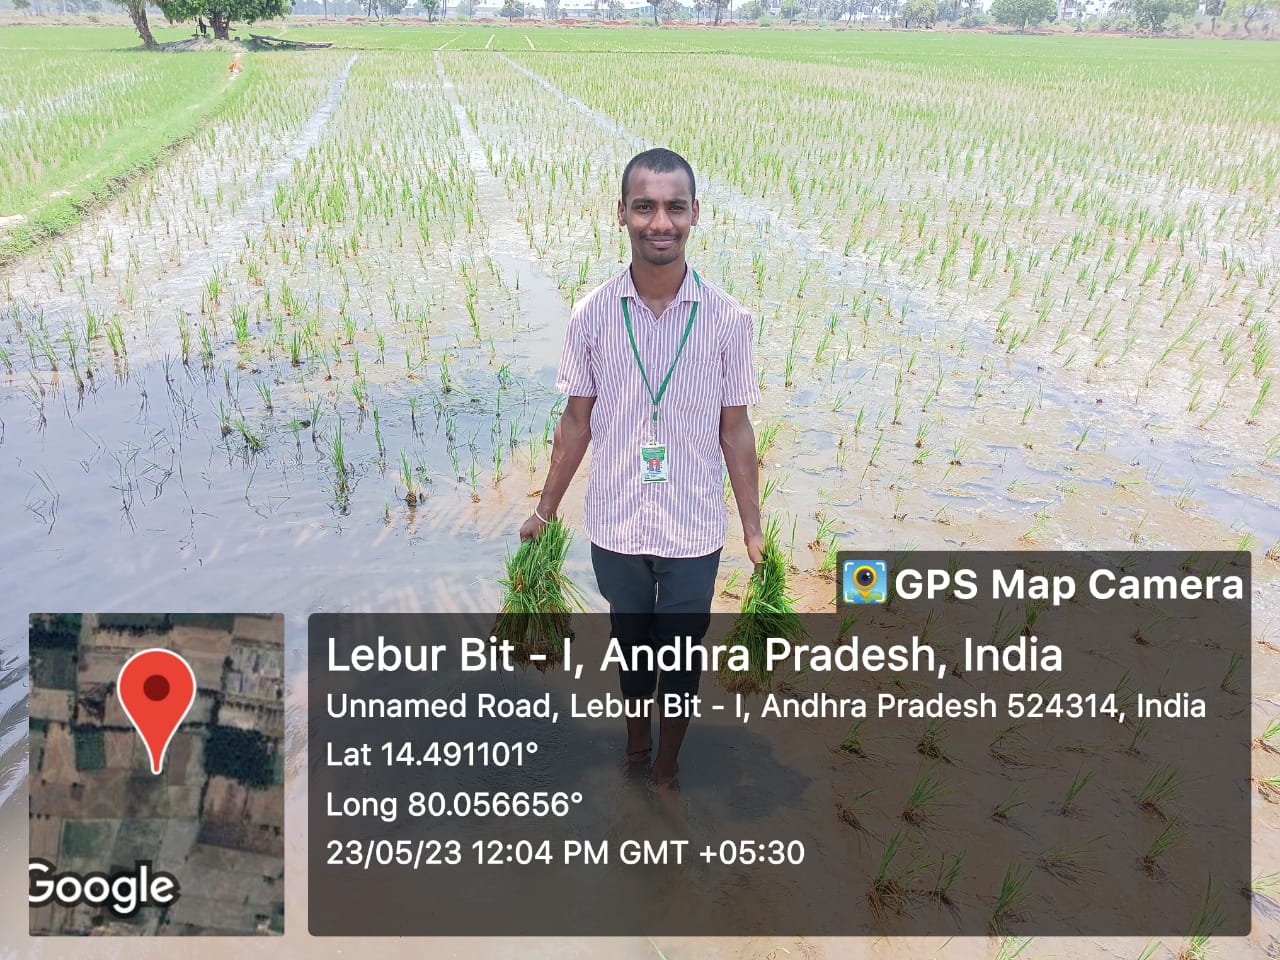 GPS Map Camera
Lebur Bit - I, Andhra Pradesh, India
Unnamed Road, Lebur Bit - I, Andhra Pradesh 524314, India
Lat 14.491101°
Long 80.056656°
23/05/23 12:04 PM GMT +05:30
Google